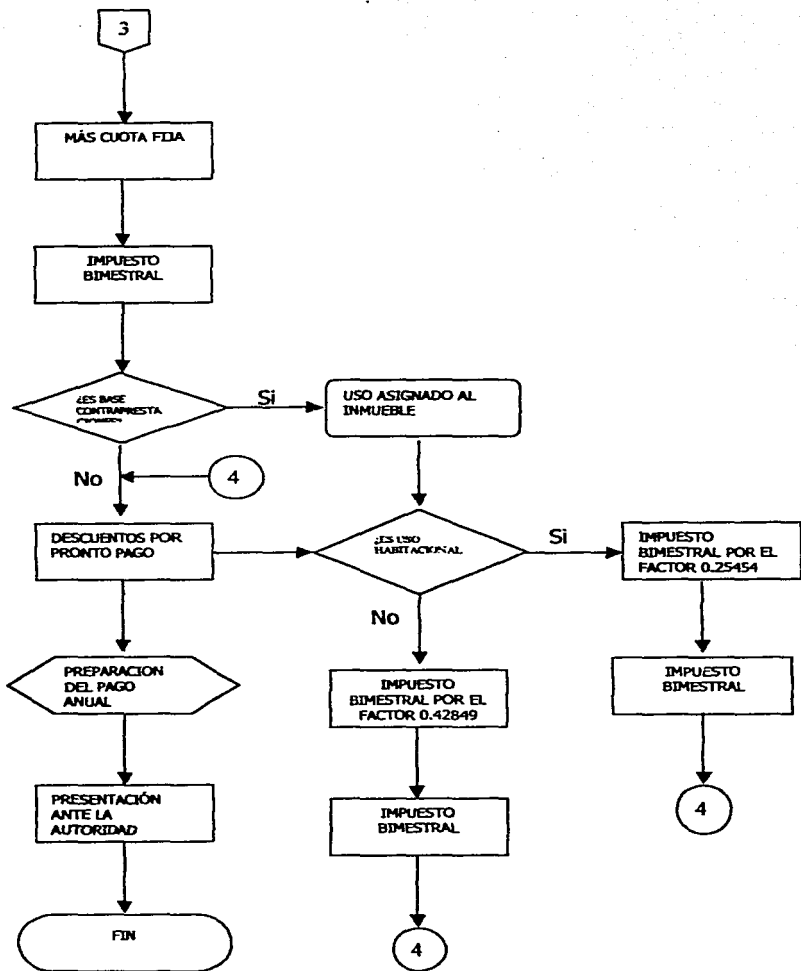 3
MÁS CUOTA FIJA
IMPUESTO
BIMESTRAL
¿ES BASE
CONTRAPRESTA
Si
USO ASIGNADO AL
INMUEBLE
No
4
DESCUENTOS POR
PRONTO PAGO
¿ES USO
HABITACIONAL
Si
IMPUESTO
BIMESTRAL POR EL
FACTOR 0.25454
No
PREPARACION
DEL PAGO
ANUAL
IMPUESTO
BIMESTRAL POR EL
FACTOR 0.42849
IMPUESTO
BIMESTRAL
PRESENTACIÓN
ANTE LA
AUTORIDAD
IMPUESTO
BIMESTRAL
4
FIN
4